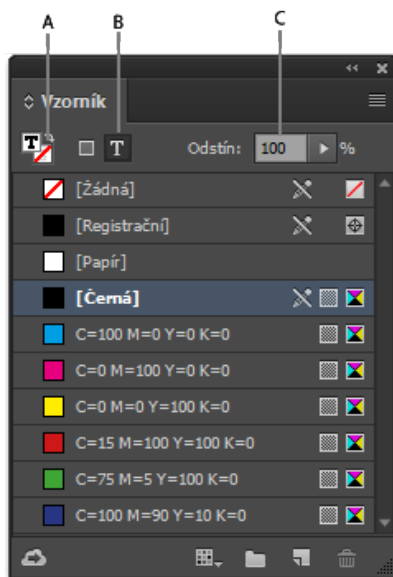 A B C
Vzorník
T T Odstín: 100 %
[Žádná]
[Registrační]
[Papír]
[Černá]
C=100 M=0 Y=0 K=0
C=0 M=100 Y=0 K=0
C=0 M=0 Y=100 K=0
C=15 M=100 Y=100 K=0
C=75 M=5 Y=100 K=0
C=100 M=90 Y=10 K=0